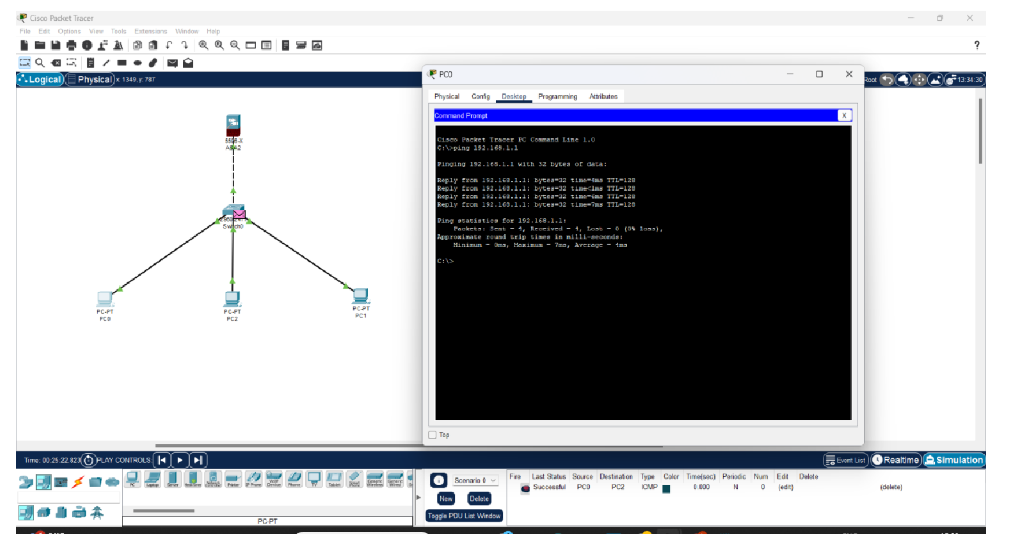 Cisco Packet Tracer
File Edit Options View Tools Extensions Window Help
?
Logical
Physical
x: 1349, y: 787
Root
13:34:30
PC0
Physical Config Desktop Programming Attributes
Command Prompt
X
Cisco Packet Tracer PC Command Line 1.0
C:\>ping 192.168.1.1
Pinging 192.168.1.1 with 32 bytes of data:
Reply from 192.168.1.1: bytes=32 time=4ms TTL=128
Reply from 192.168.1.1: bytes=32 time<1ms TTL=128
Reply from 192.168.1.1: bytes=32 time=6ms TTL=128
Reply from 192.168.1.1: bytes=32 time=7ms TTL=128
Ping statistics for 192.168.1.1:
Packets: Sent = 4, Received = 4, Lost = 0 (0% loss),
Approximate round trip times in milli-seconds:
Minimum = 0ms, Maximum = 7ms, Average = 4ms
C:\>
Top
5506-X
ASA2
Switch0
PC-PT
PC0
PC-PT
PC2
PC-PT
PC1
Time: 00:25:22.823
PLAY CONTROLS:
Event List
Realtime
Simulation
Scenario 0
New
Delete
Toggle PDU List Window
Fire Last Status Source Destination Type Color Time(sec) Periodic Num Edit Delete
Successful PC0 PC2 ICMP 0.000 N 0 (edit) (delete)
PC-PT